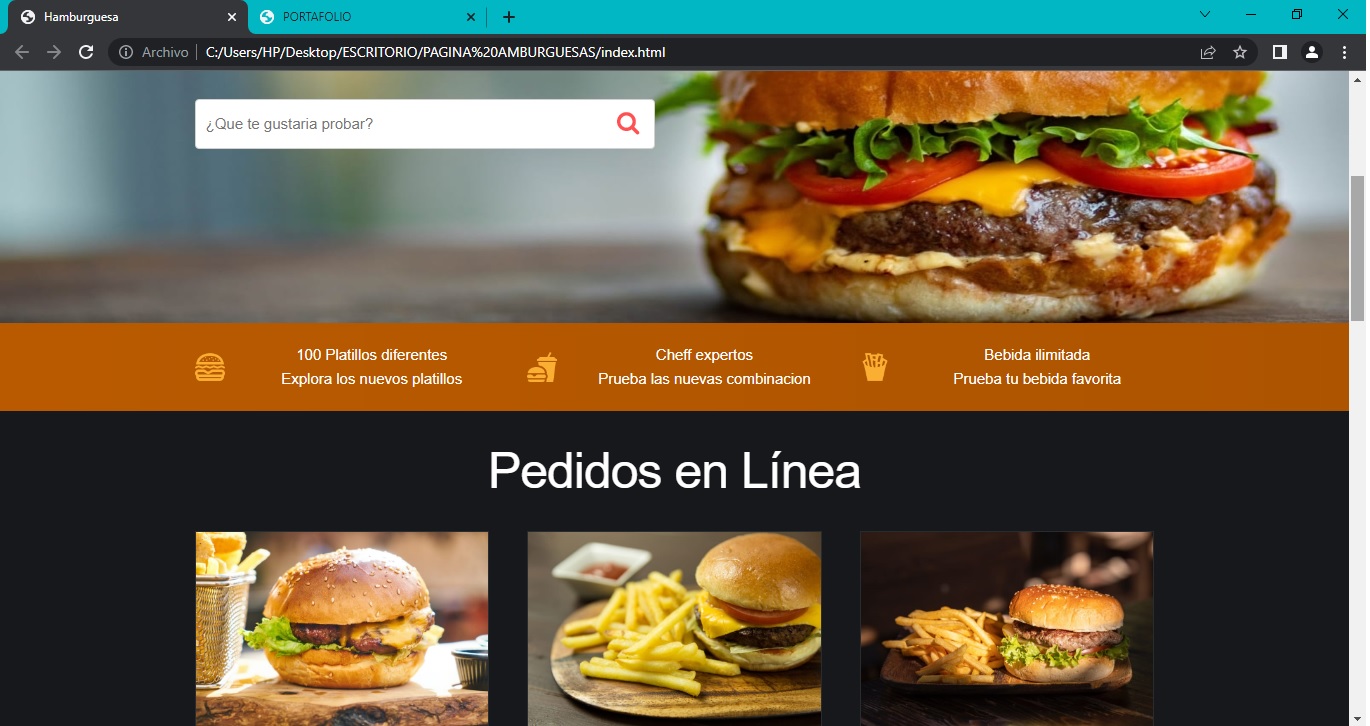 Hamburguesa
PORTAFOLIO
Archivo
C:/Users/HP/Desktop/ESCRITORIO/PAGINA%20AMBURGUESAS/index.html
¿Que te gustaria probar?
100 Platillos diferentes
Explora los nuevos platillos
Cheff expertos
Prueba las nuevas combinacion
Bebida ilimitada
Prueba tu bebida favorita
Pedidos en Línea